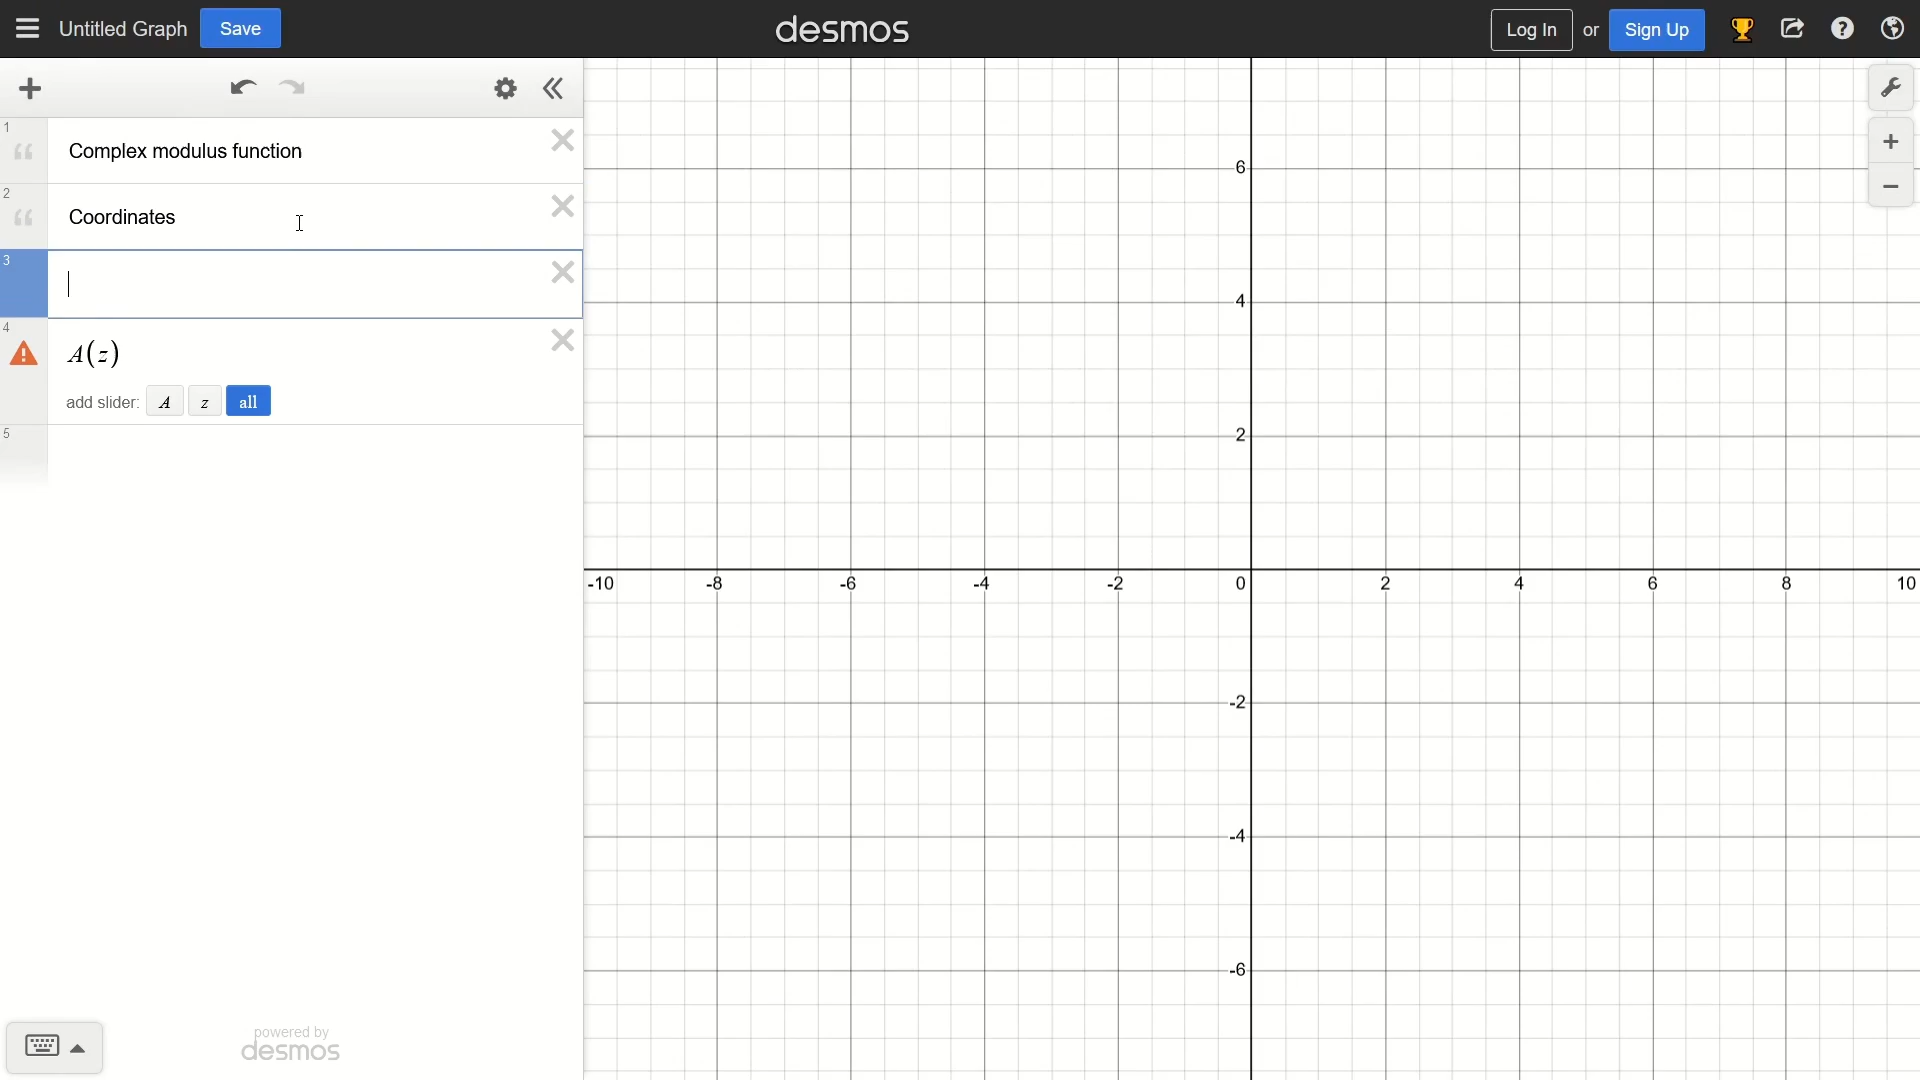 Untitled Graph Save desmos Log In or Sign Up
1
Complex modulus function
2
Coordinates
3
4
A(z)
add slider: A z all
5
6
4
2
-10 -8 -6 -4 -2 0 2 4 6 8 10
-2
-4
-6
powered by
desmos